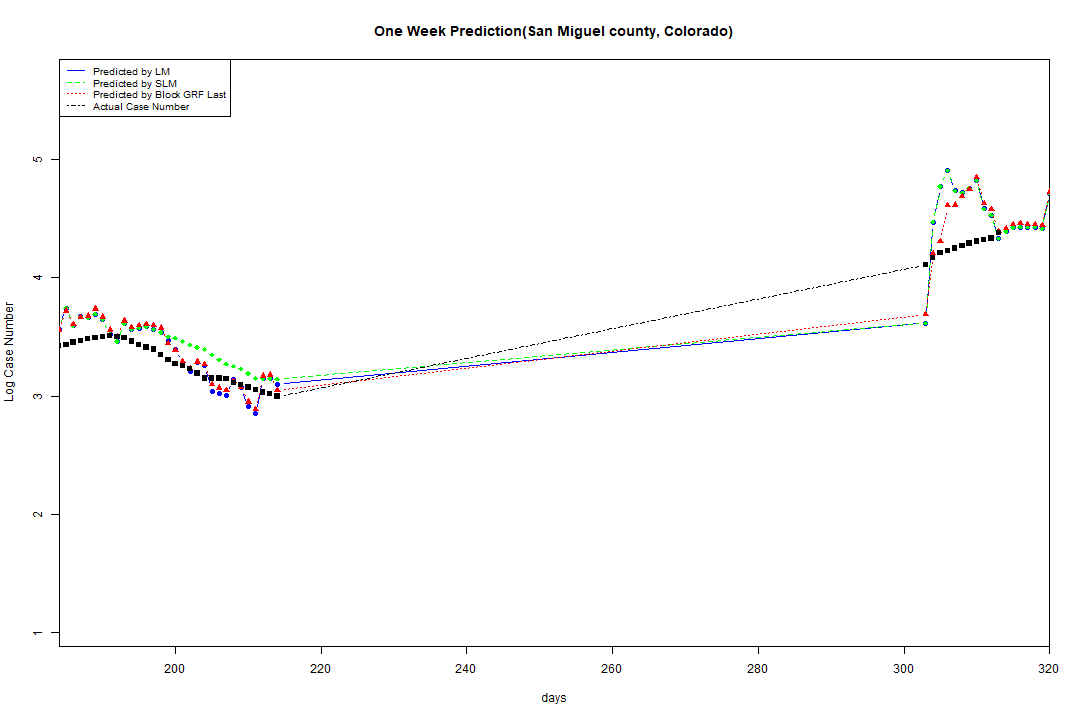 One Week Prediction(San Miguel county, Colorado)
Predicted by LM
Predicted by SLM
Predicted by Block GRF Last
Actual Case Number
5
4
3
2
1
Log Case Number
200 220 240 260 280 300 320
days